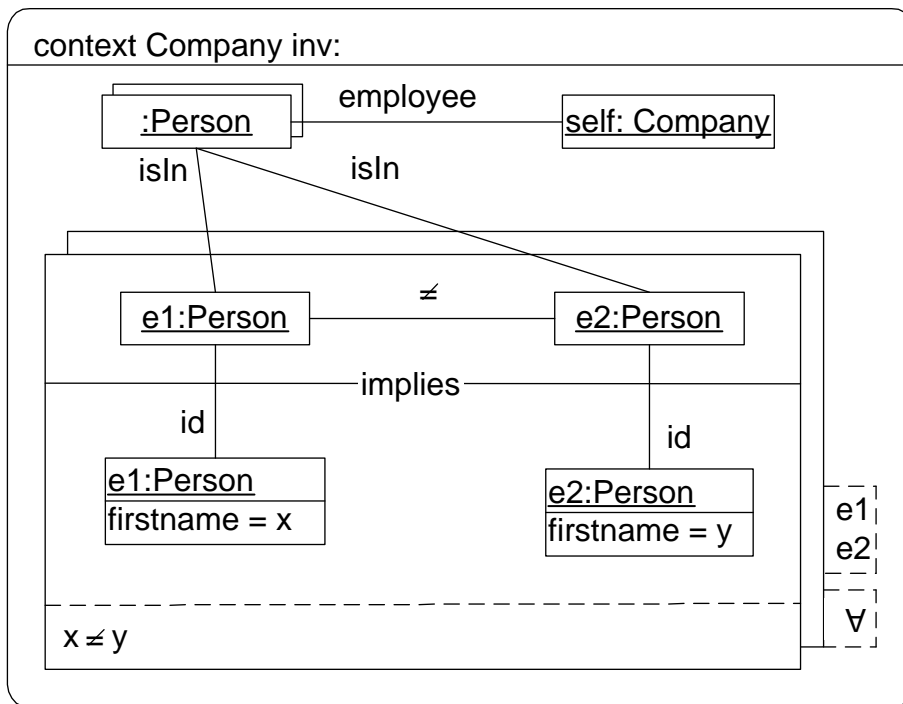 context Company inv:
employee
:Person
self: Company
isIn
isIn
≠
e1:Person
e2:Person
implies
id
id
e1:Person
firstname = x
e2:Person
firstname = y
e1
e2
∀
x ≠ y